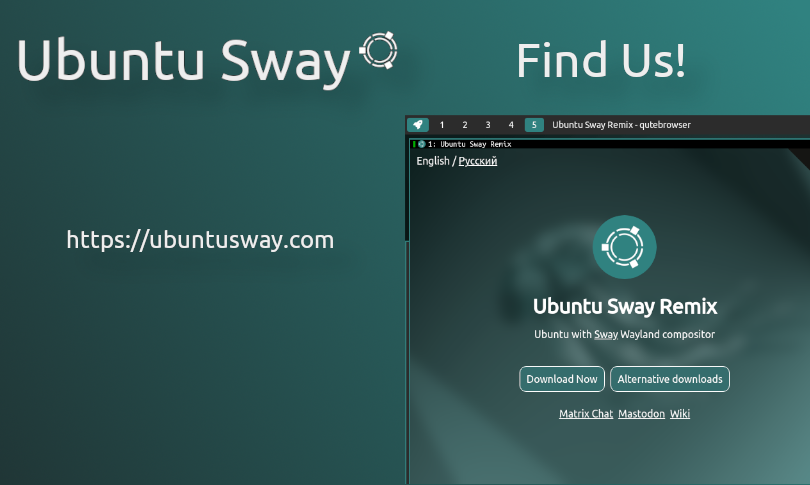 Ubuntu Sway
Find Us!
https://ubuntusway.com
1 2 3 4 5 Ubuntu Sway Remix - qutebrowser
1: Ubuntu Sway Remix
English / Русский
Ubuntu Sway Remix
Ubuntu with Sway Wayland compositor
Download Now Alternative downloads
Matrix Chat Mastodon Wiki